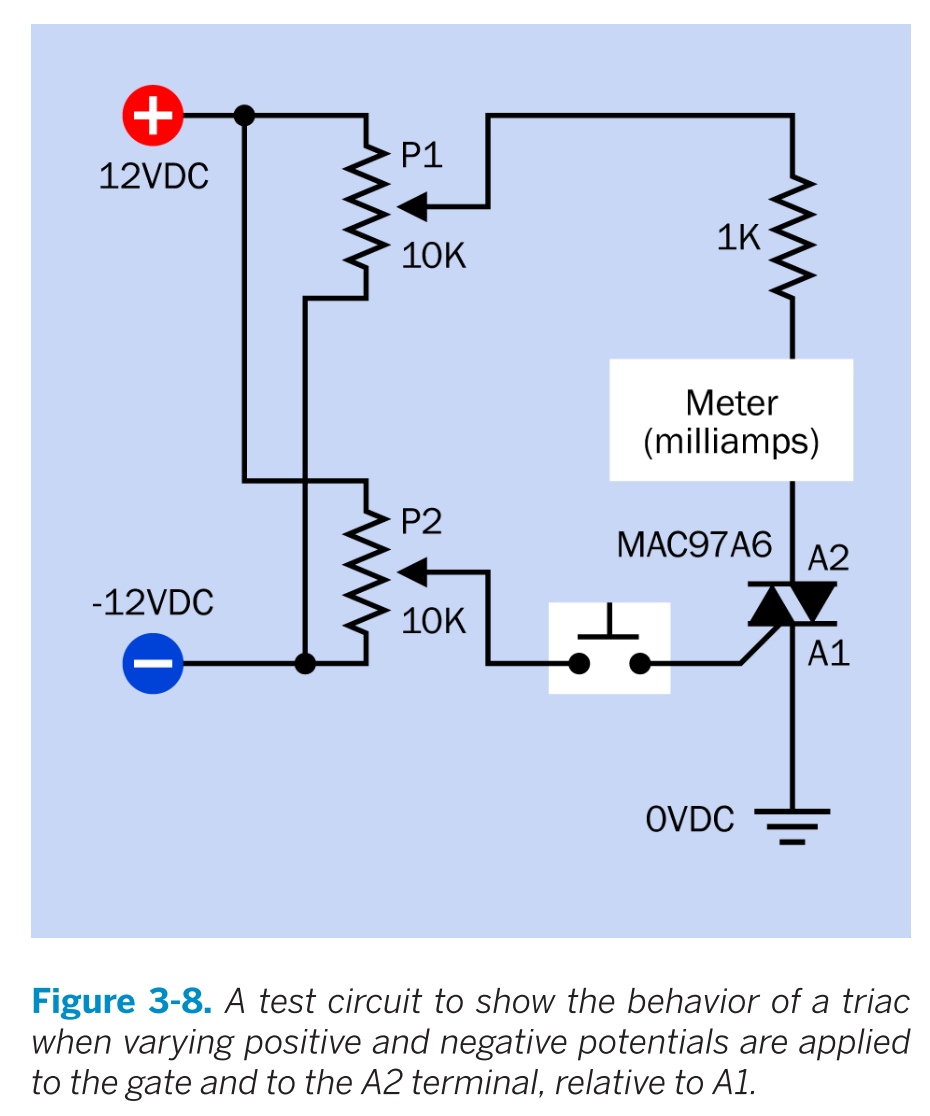 12VDC
P1
10K
1K
Meter
(milliamps)
P2
10K
-12VDC
MAC97A6
A2
A1
0VDC
Figure 3-8. A test circuit to show the behavior of a triac
when varying positive and negative potentials are applied
to the gate and to the A2 terminal, relative to A1.